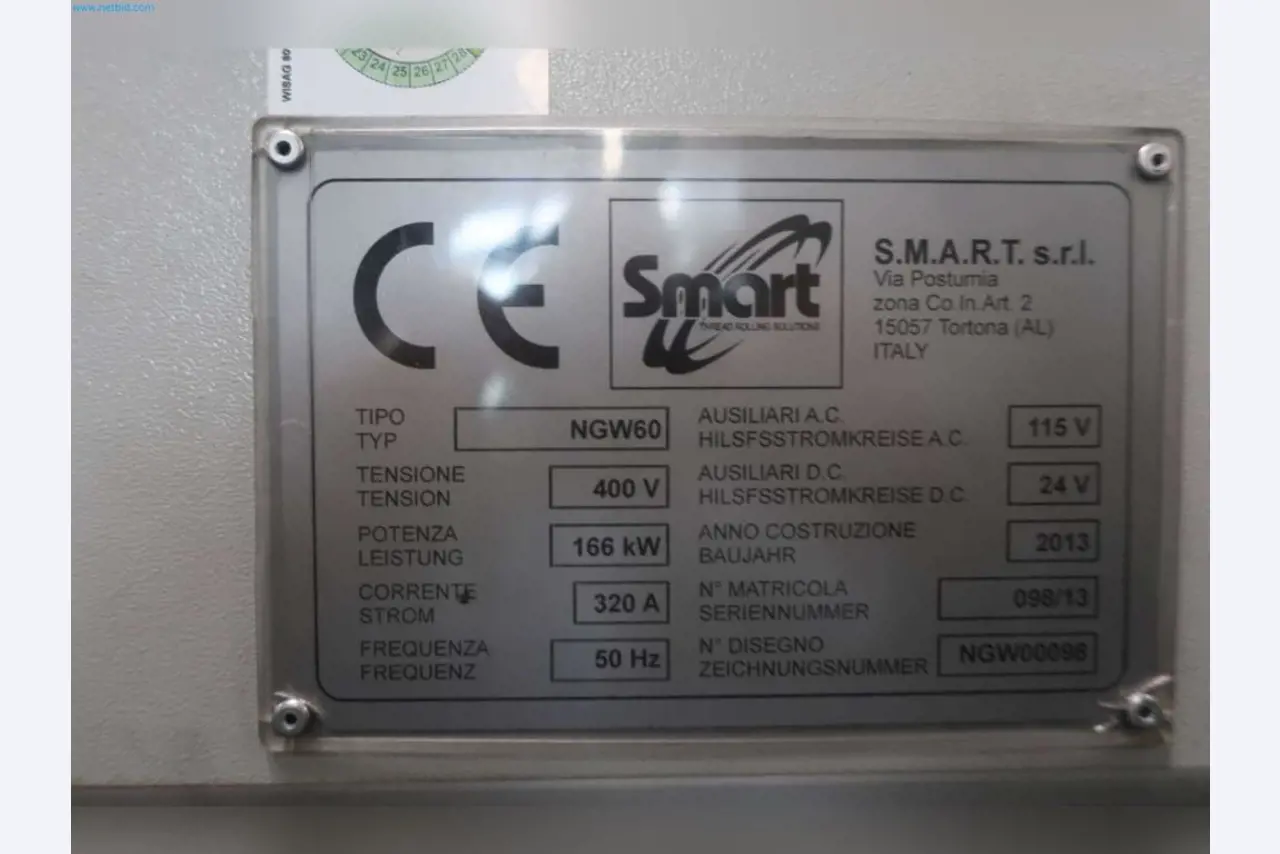 www.netbid.com
WISAG 80
23 24 25 26 27 28
CE
Smart
THREAD ROLLING SOLUTIONS
S.M.A.R.T. s.r.l.
Via Postumia
zona Co.In.Art. 2
15057 Tortona (AL)
ITALY
TIPO
TYP
NGW60
TENSIONE
TENSION
400 V
POTENZA
LEISTUNG
166 kW
CORRENTE
STROM
320 A
FREQUENZA
FREQUENZ
50 Hz
AUSILIARI A.C.
HILSFSSTROMKREISE A.C.
115 V
AUSILIARI D.C.
HILSFSSTROMKREISE D.C.
24 V
ANNO COSTRUZIONE
BAUJAHR
2013
N° MATRICOLA
SERIENNUMMER
098/13
N° DISEGNO
ZEICHNUNGSNUMMER
NGW00098